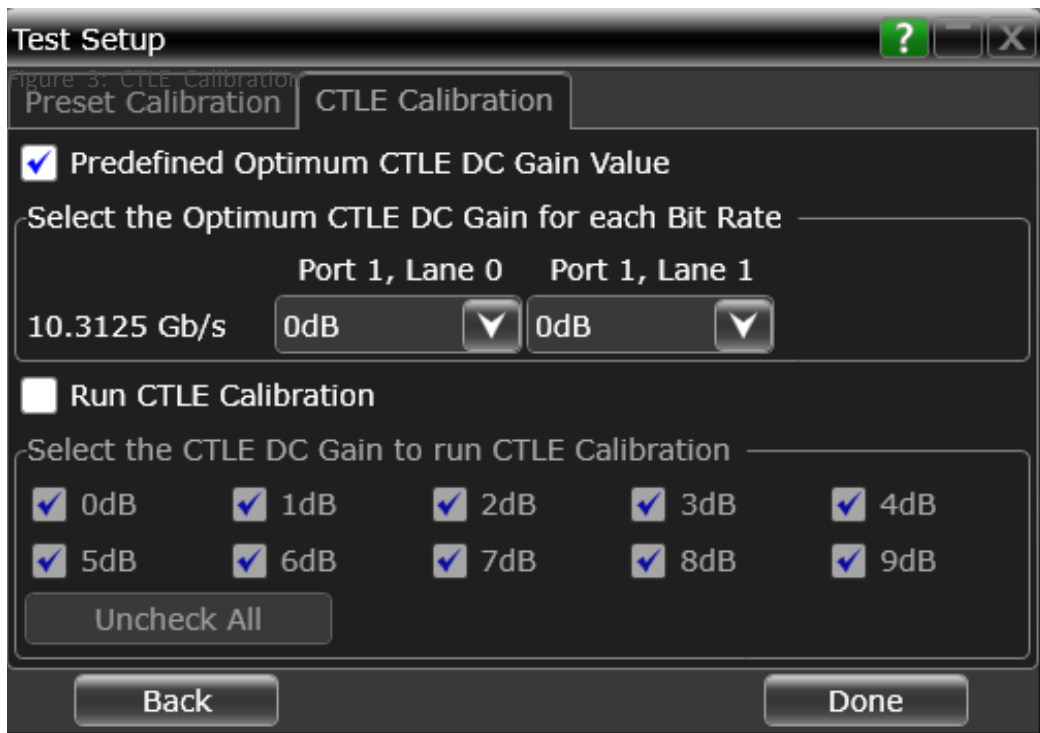 Test Setup ? X
Figure 3: CTLE Calibration
Preset Calibration CTLE Calibration
Predefined Optimum CTLE DC Gain Value
Select the Optimum CTLE DC Gain for each Bit Rate
Port 1, Lane 0 Port 1, Lane 1
10.3125 Gb/s 0dB 0dB
Run CTLE Calibration
Select the CTLE DC Gain to run CTLE Calibration
0dB 1dB 2dB 3dB 4dB
5dB 6dB 7dB 8dB 9dB
Uncheck All
Back Done